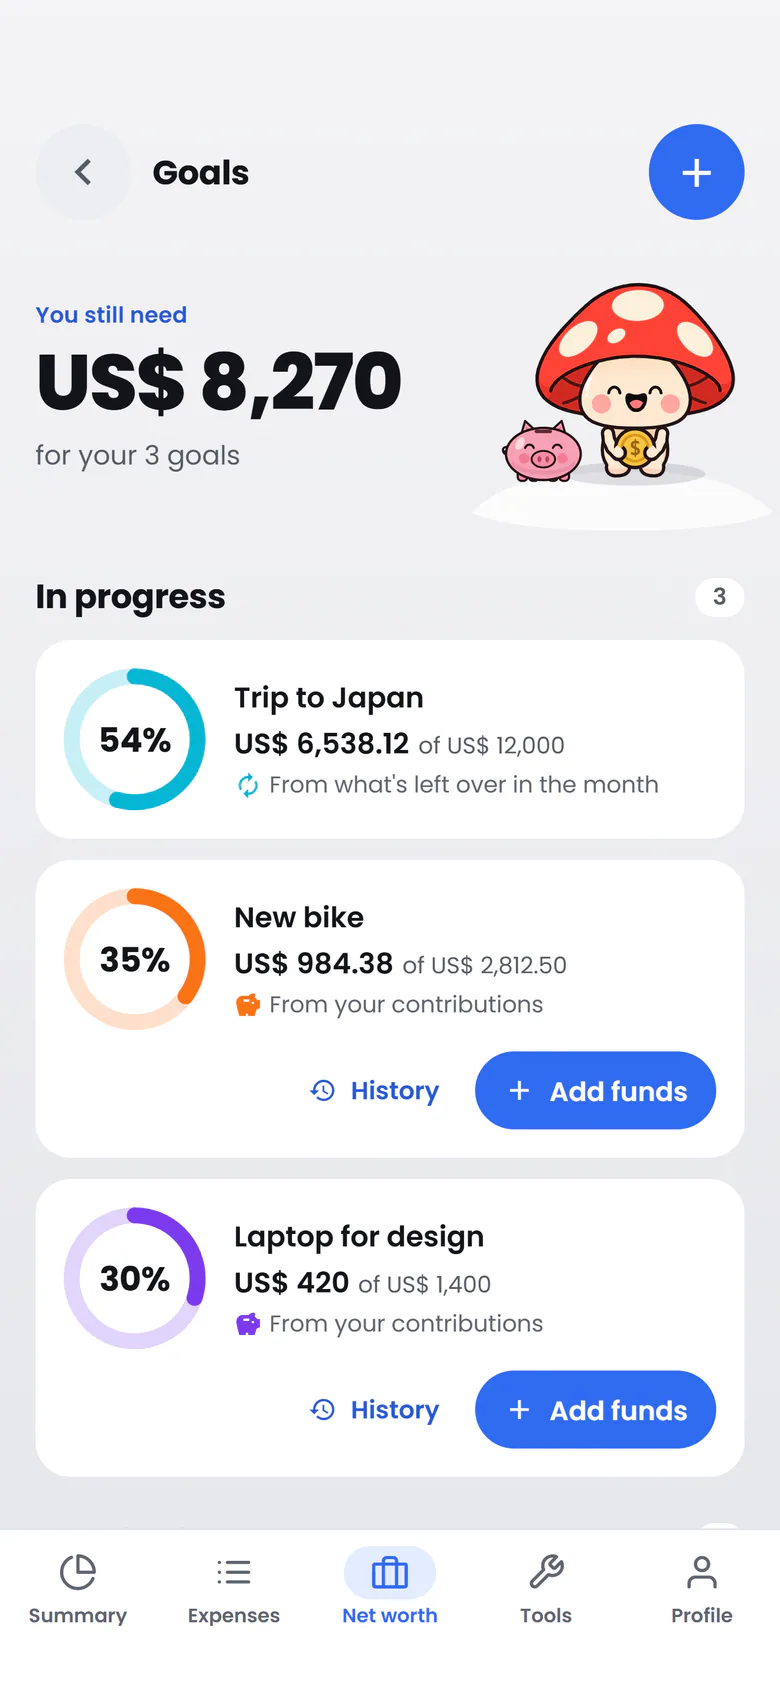 Goals
You still need
US$ 8,270
for your 3 goals
$
In progress
3
54%
Trip to Japan
US$ 6,538.12 of US$ 12,000
From what's left over in the month
35%
New bike
US$ 984.38 of US$ 2,812.50
From your contributions
History
+ Add funds
30%
Laptop for design
US$ 420 of US$ 1,400
From your contributions
History
+ Add funds
Summary
Expenses
Net worth
Tools
Profile